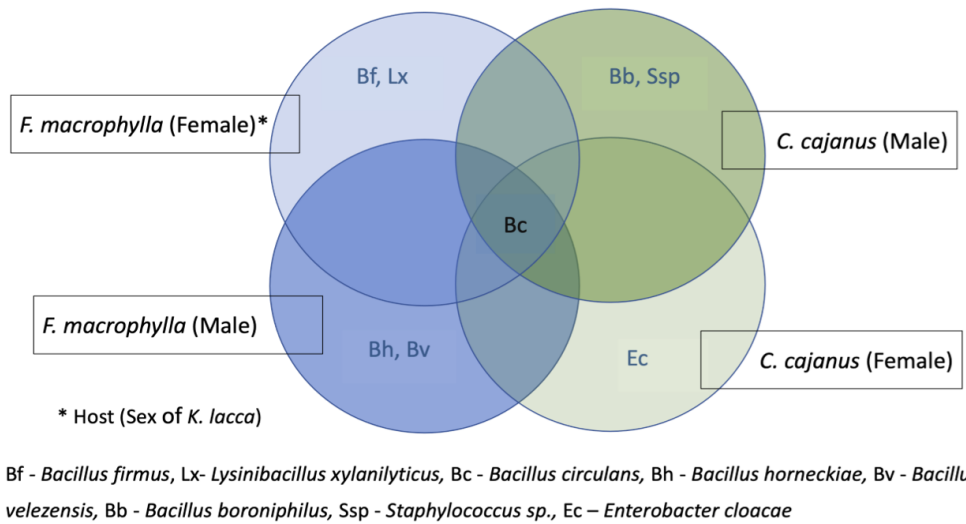 Bf, Lx
Bb, Ssp
F. macrophylla (Female)*
C. cajanus (Male)
Bc
F. macrophylla (Male)
Bh, Bv
Ec
C. cajanus (Female)
* Host (Sex of K. lacca)
Bf - Bacillus firmus, Lx- Lysinibacillus xylanilyticus, Bc - Bacillus circulans, Bh - Bacillus horneckiae, Bv - Bacillu
velezensis, Bb - Bacillus boroniphilus, Ssp - Staphylococcus sp., Ec – Enterobacter cloacae